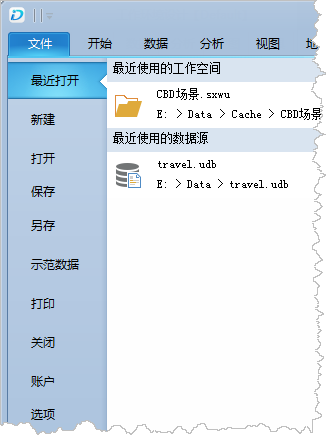 文件 开始 数据 分析 视图
最近打开
新建
打开
保存
另存
示范数据
打印
关闭
账户
选项
最近使用的工作空间
CBD场景.sxwu
E: > Data > Cache > CBD场景
最近使用的数据源
travel.udb
E: > Data > travel.udb